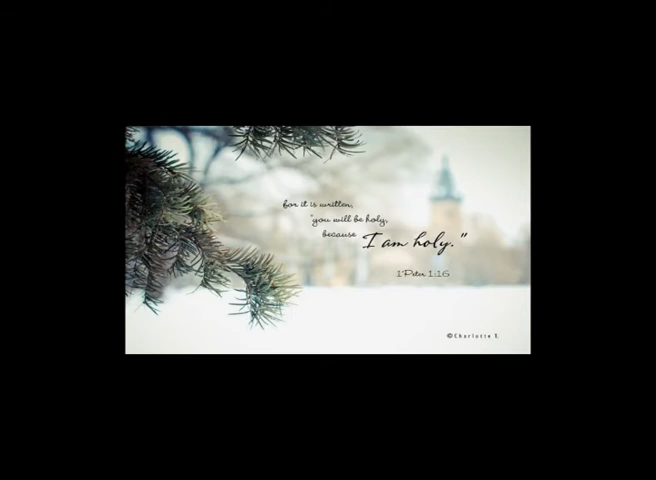 for it is written,
"you will be holy,
because I am holy."
1 Peter 1:16
©Charlotte T.